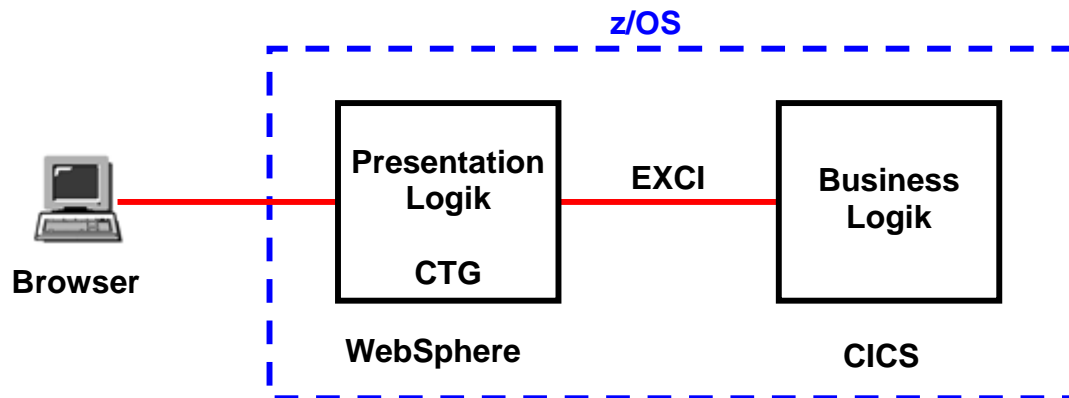 z/OS
Presentation
Logik
CTG
EXCI
Business
Logik
Browser
WebSphere
CICS